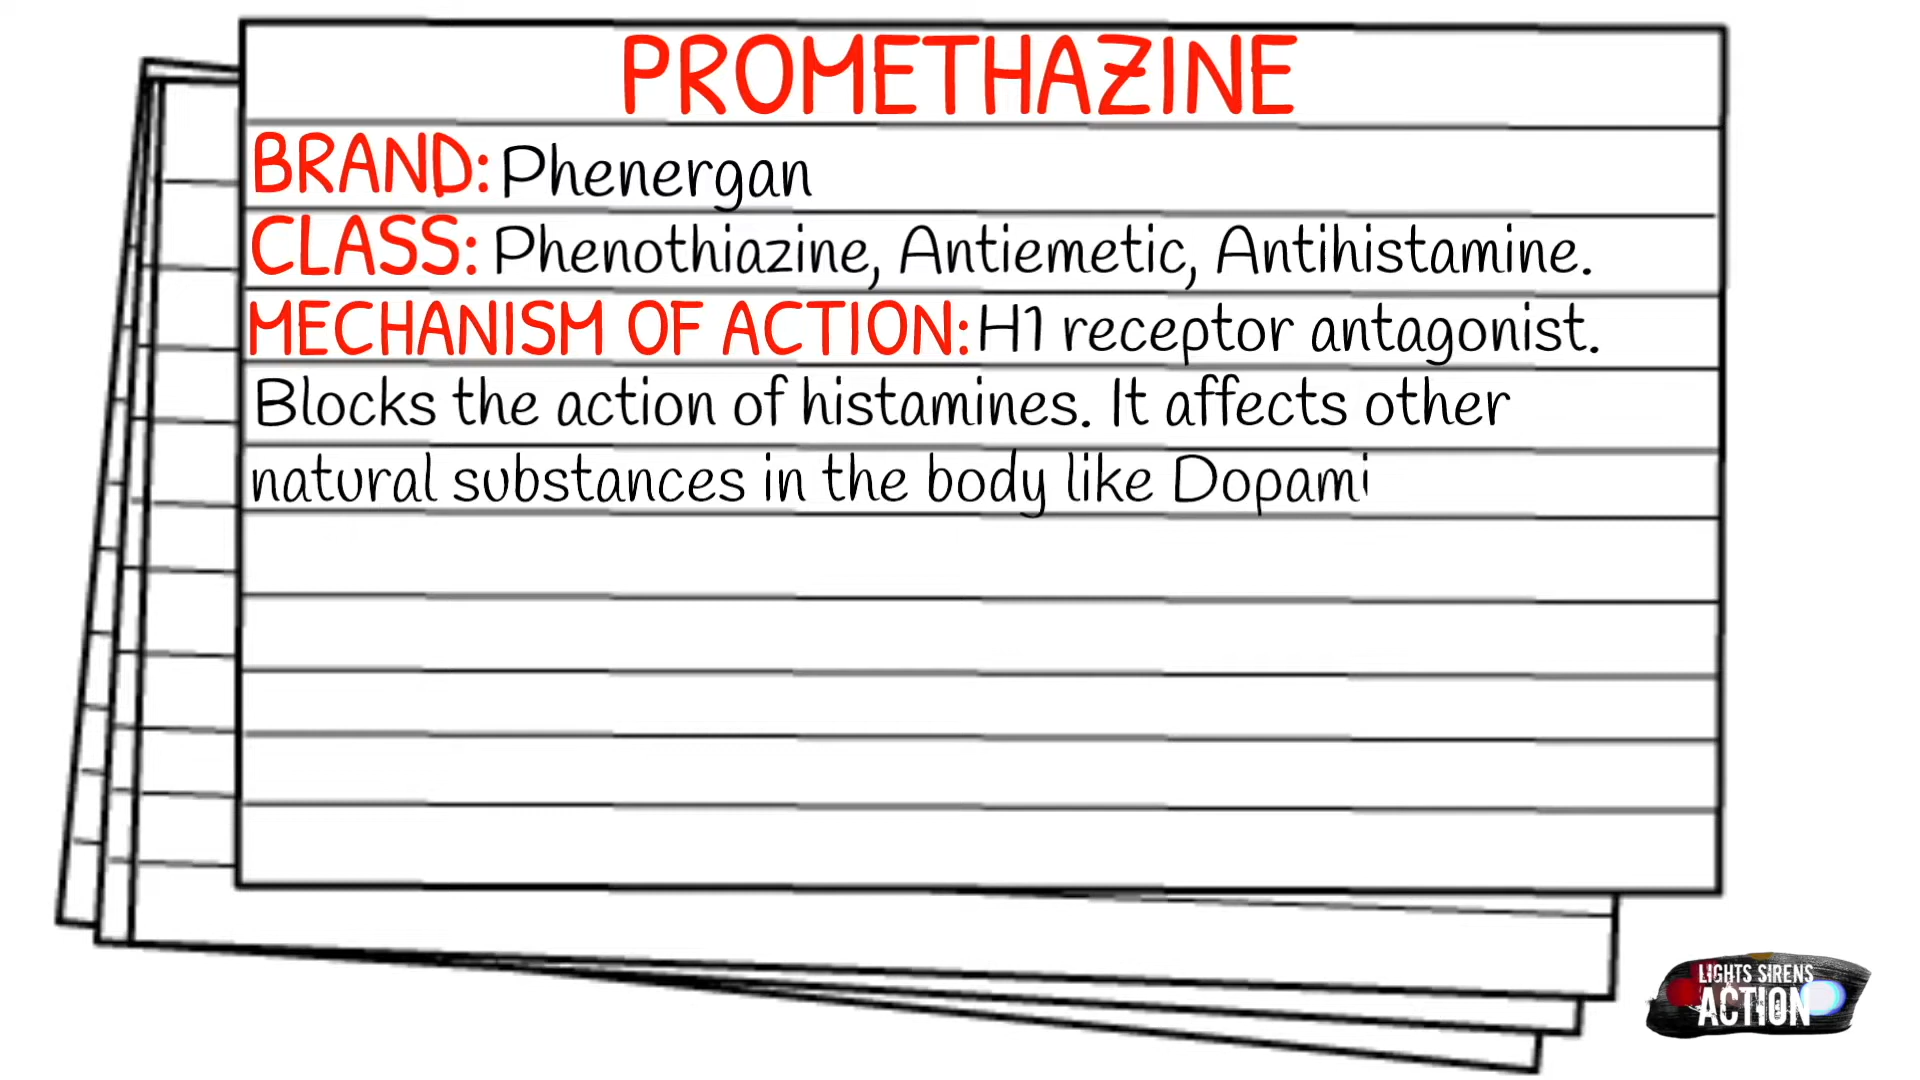 PROMETHAZINE
BRAND: Phenergan
CLASS: Phenothiazine, Antiemetic, Antihistamine.
MECHANISM OF ACTION: H1 receptor antagonist.
Blocks the action of histamines. It affects other
natural substances in the body like Dopami
LIGHTS SIRENS
ACTION